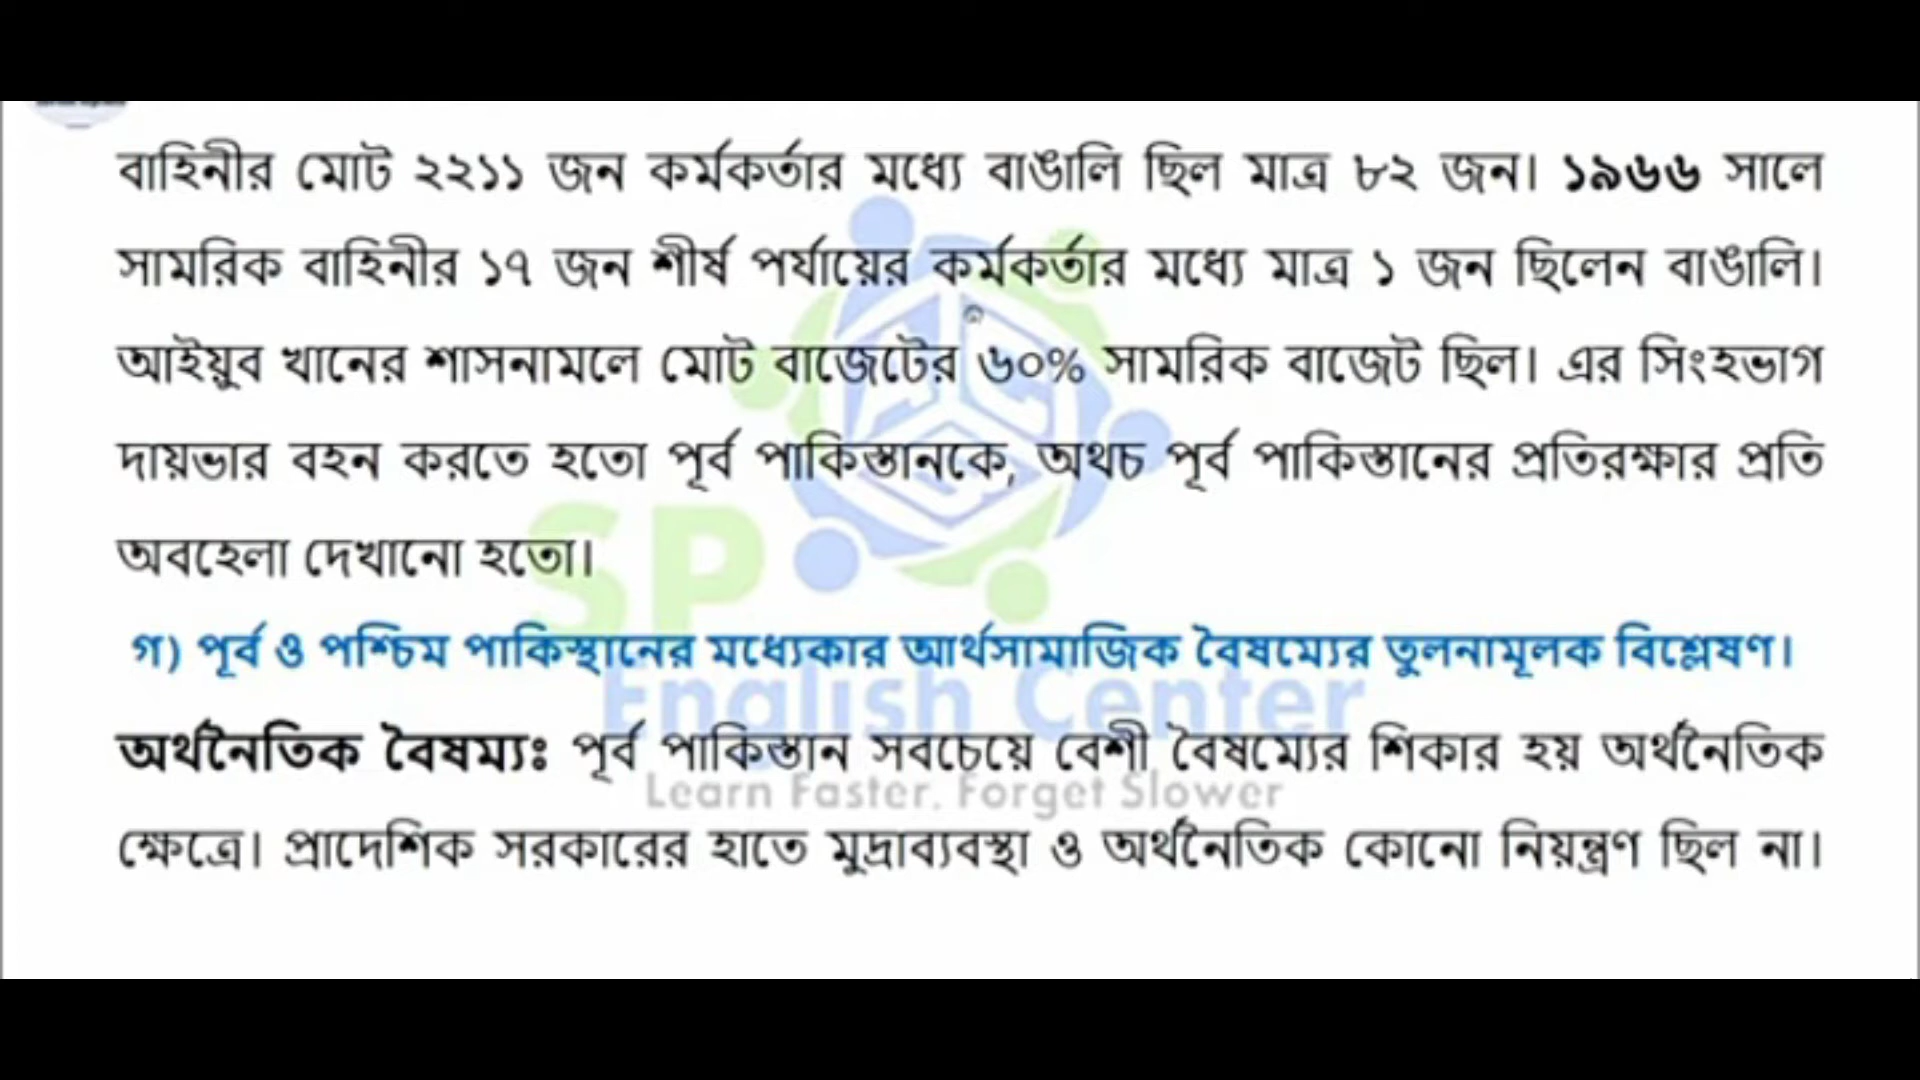 বাহিনীর মোট ২২১১ জন কর্মকর্তার মধ্যে বাঙালি ছিল মাত্র ৮২ জন। ১৯৬৬ সালে
সামরিক বাহিনীর ১৭ জন শীর্ষ পর্যায়ের কর্মকর্তার মধ্যে মাত্র ১ জন ছিলেন বাঙালি।
আইয়ুব খানের শাসনামলে মোট বাজেটের ৬০% সামরিক বাজেট ছিল। এর সিংহভাগ
দায়ভার বহন করতে হতো পূর্ব পাকিস্তানকে, অথচ পূর্ব পাকিস্তানের প্রতিরক্ষার প্রতি
অবহেলা দেখানো হতো।
SP
গ) পূর্ব ও পশ্চিম পাকিস্থানের মধ্যেকার আর্থসামাজিক বৈষম্যের তুলনামূলক বিশ্লেষণ।
English Center
অর্থনৈতিক বৈষম্যঃ পূর্ব পাকিস্তান সবচেয়ে বেশী বৈষম্যের শিকার হয় অর্থনৈতিক
Learn Faster, Forget Slower
ক্ষেত্রে। প্রাদেশিক সরকারের হাতে মুদ্রাব্যবস্থা ও অর্থনৈতিক কোনো নিয়ন্ত্রণ ছিল না।